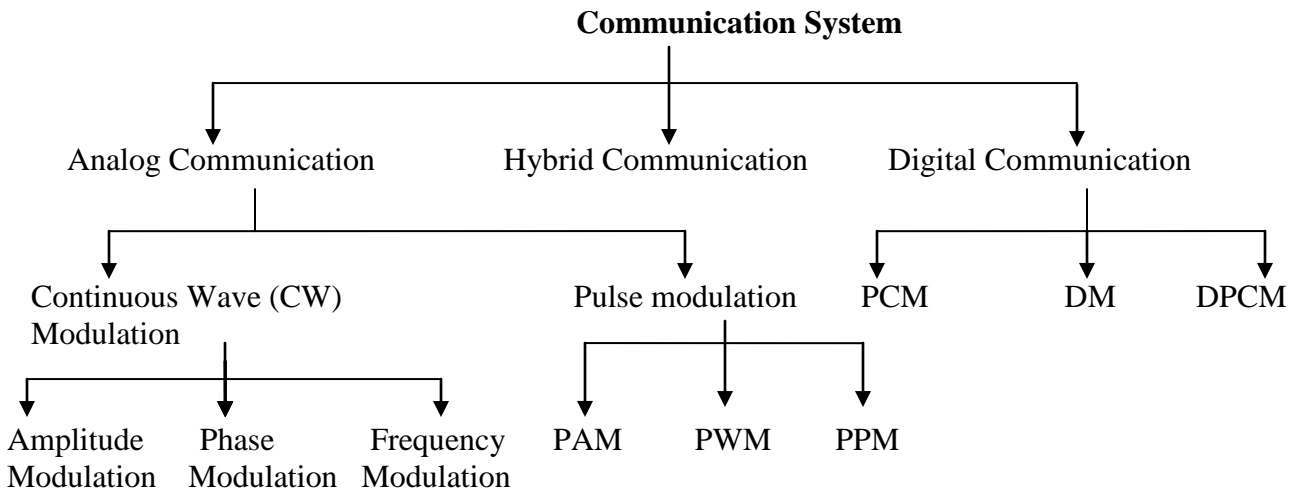 Communication System
Analog Communication Hybrid Communication Digital Communication
Continuous Wave (CW) Modulation Pulse modulation PCM DM DPCM
Amplitude Modulation Phase Modulation Frequency Modulation PAM PWM PPM